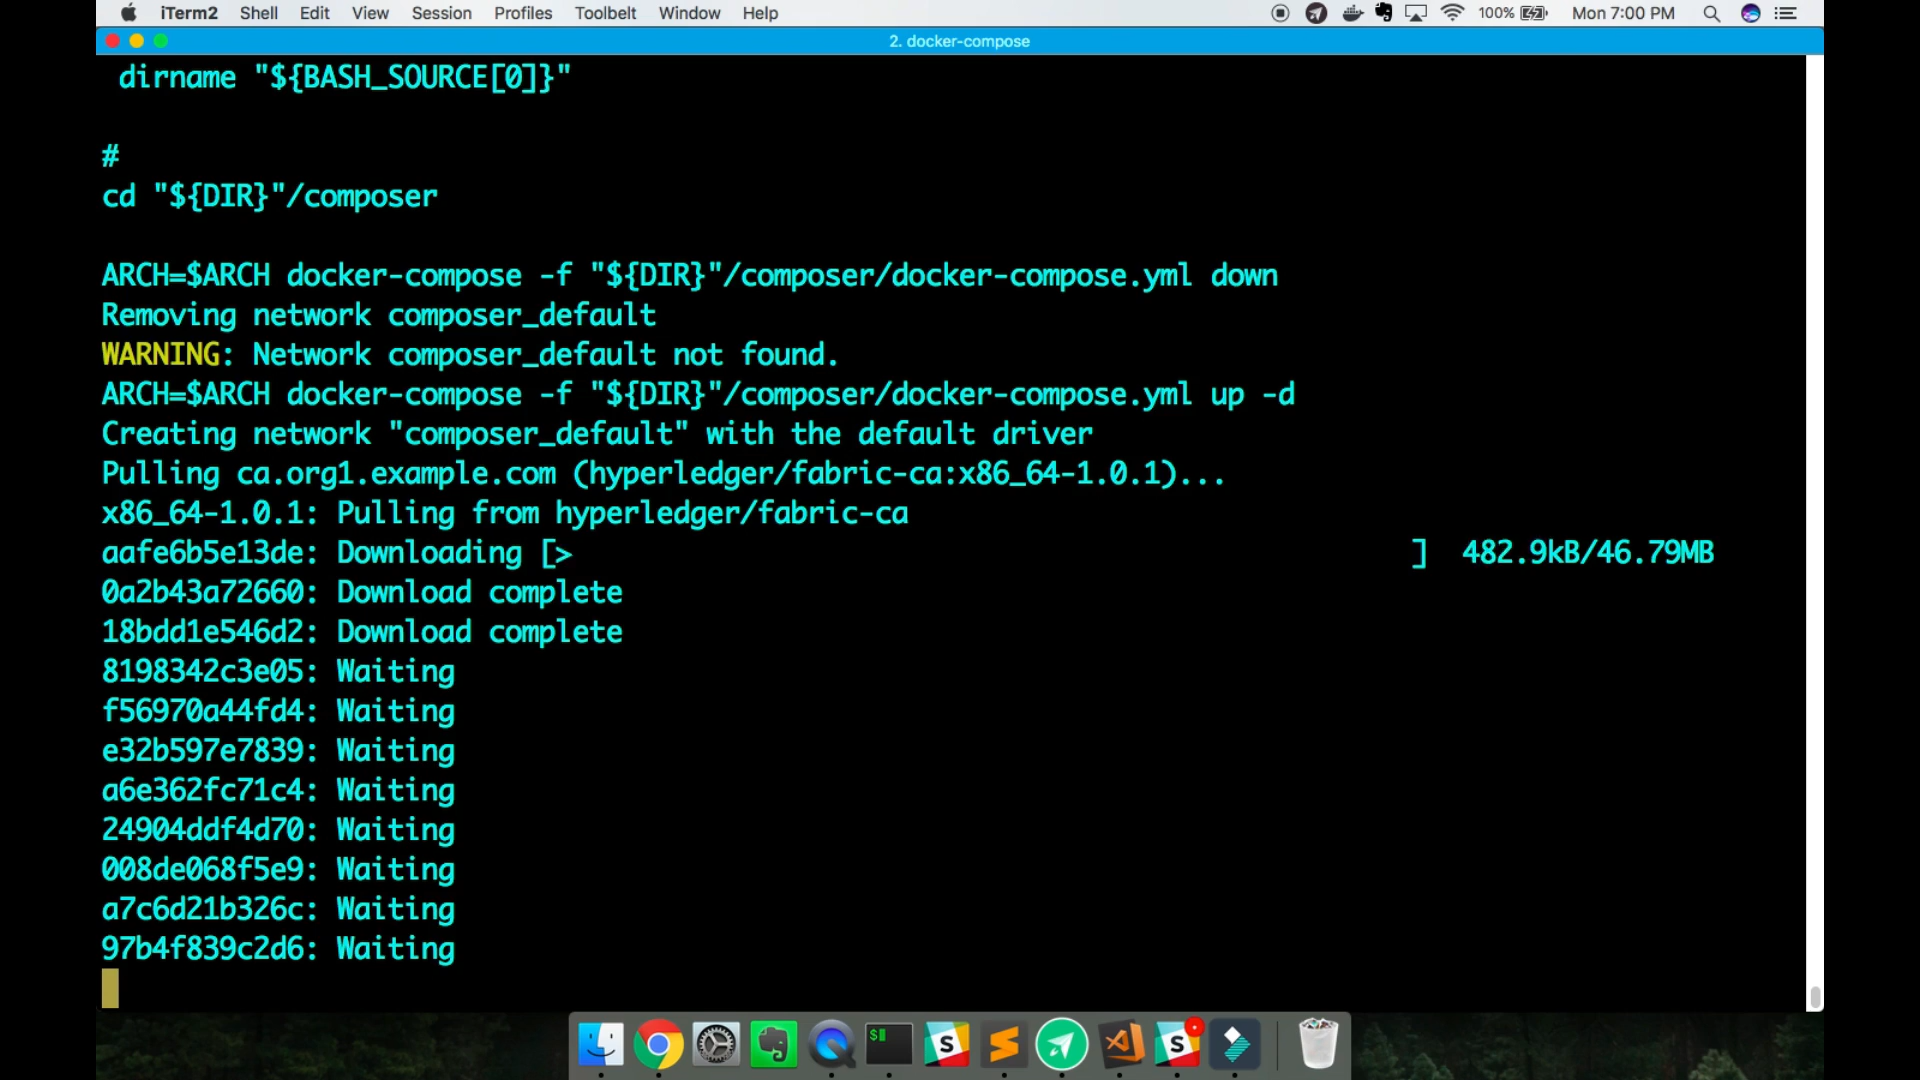 iTerm2 Shell Edit View Session Profiles Toolbelt Window Help 100% Mon 7:00 PM
2. docker-compose
dirname "${BASH_SOURCE[0]}"
#
cd "${DIR}"/composer
ARCH=$ARCH docker-compose -f "${DIR}"/composer/docker-compose.yml down
Removing network composer_default
WARNING: Network composer_default not found.
ARCH=$ARCH docker-compose -f "${DIR}"/composer/docker-compose.yml up -d
Creating network "composer_default" with the default driver
Pulling ca.org1.example.com (hyperledger/fabric-ca:x86_64-1.0.1)...
x86_64-1.0.1: Pulling from hyperledger/fabric-ca
aafe6b5e13de: Downloading [> ] 482.9kB/46.79MB
0a2b43a72660: Download complete
18bdd1e546d2: Download complete
8198342c3e05: Waiting
f56970a44fd4: Waiting
e32b597e7839: Waiting
a6e362fc71c4: Waiting
24904ddf4d70: Waiting
008de068f5e9: Waiting
a7c6d21b326c: Waiting
97b4f839c2d6: Waiting